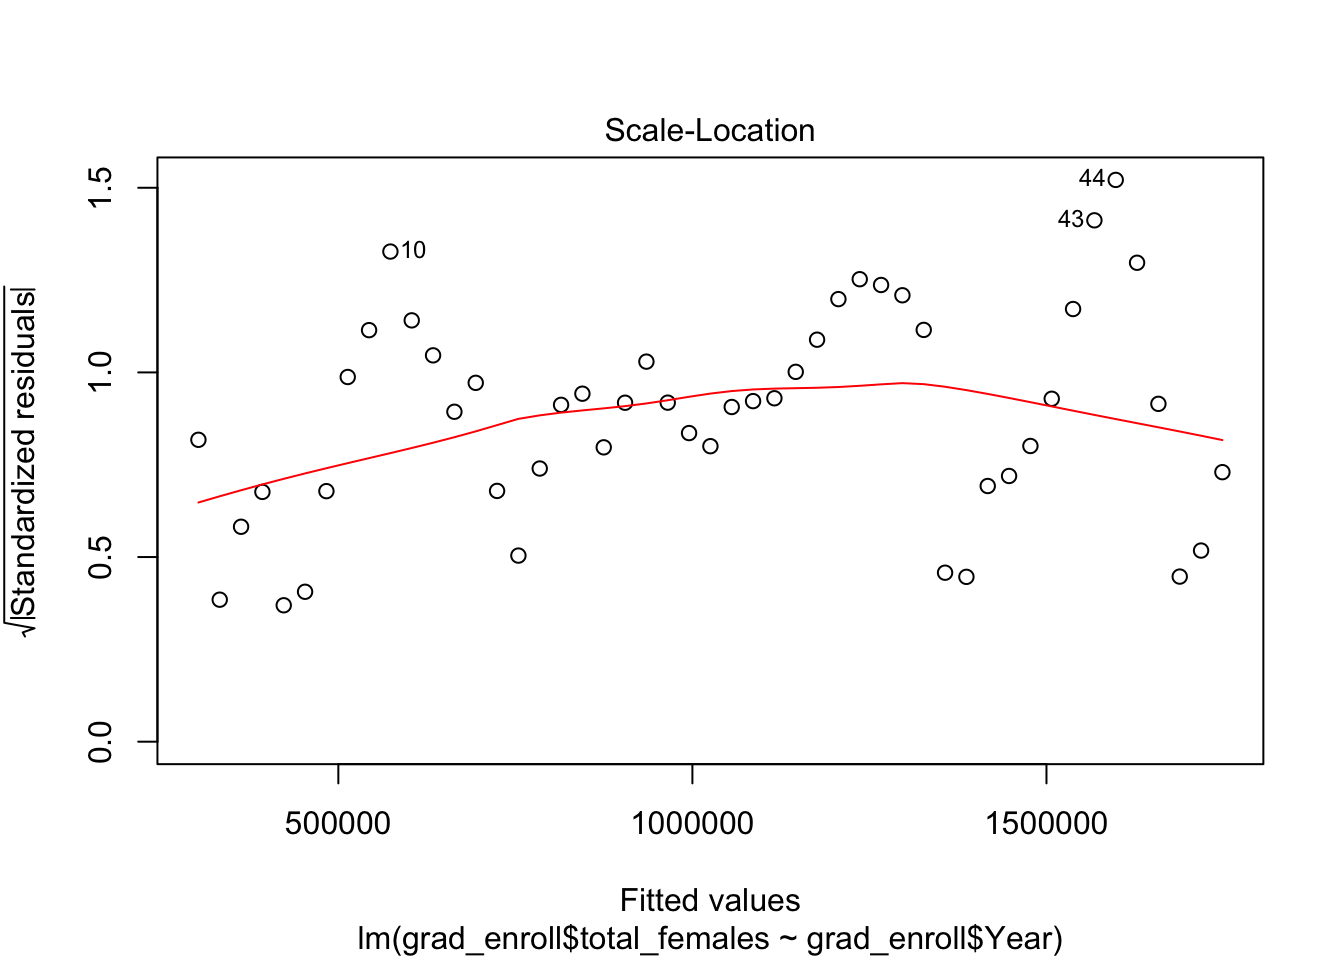 Scale-Location
√|Standardized residuals|
1.5
1.0
0.5
0.0
44
43
10
500000
1000000
1500000
Fitted values
lm(grad_enroll$total_females ~ grad_enroll$Year)